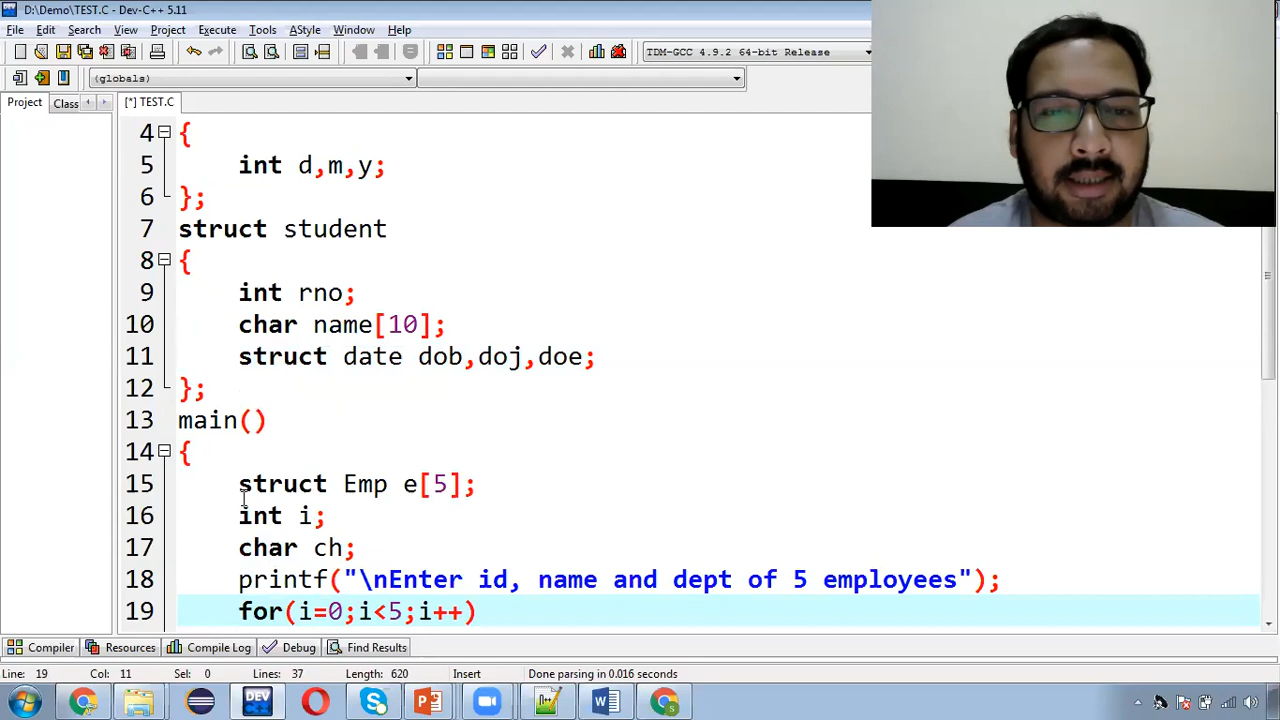 D:\Demo\TEST.C - Dev-C++ 5.11
File Edit Search View Project Execute Tools AStyle Window Help
TDM-GCC 4.9.2 64-bit Release
(globals)
Project Class [*] TEST.C
4 {
5 int d,m,y;
6 };
7 struct student
8 {
9 int rno;
10 char name[10];
11 struct date dob,doj,doe;
12 };
13 main()
14 {
15 struct Emp e[5];
16 int i;
17 char ch;
18 printf("\nEnter id, name and dept of 5 employees");
19 for(i=0;i<5;i++)
Compiler Resources Compile Log Debug Find Results
Line: 19 Col: 11 Sel: 0 Lines: 37 Length: 620 Insert Done parsing in 0.016 seconds
DEV